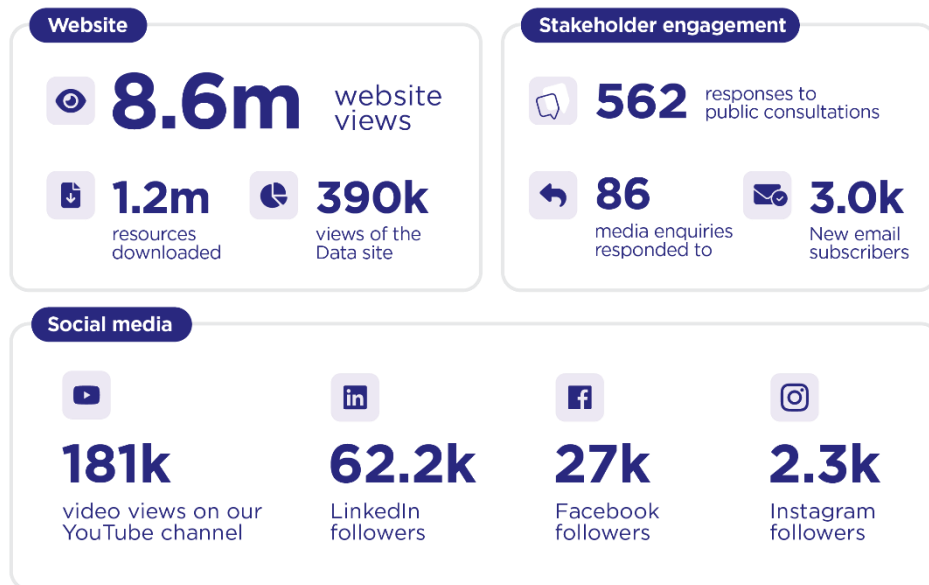 Website
8.6m
website
views
1.2m
resources
downloaded
390k
views of the
Data site
Stakeholder engagement
562
responses to
public consultations
86
media enquiries
responded to
3.0k
New email
subscribers
Social media
181k
video views on our
YouTube channel
in
62.2k
LinkedIn
followers
f
27k
Facebook
followers
2.3k
Instagram
followers